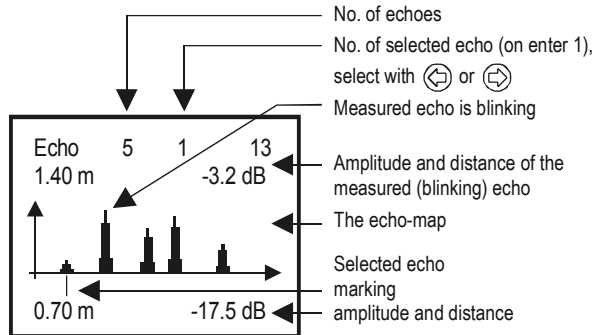 No. of echoes
No. of selected echo (on enter 1),
select with or
Measured echo is blinking
Echo 5 1 13
1.40 m -3.2 dB
Amplitude and distance of the
measured (blinking) echo
The echo-map
Selected echo
marking
0.70 m -17.5 dB
amplitude and distance